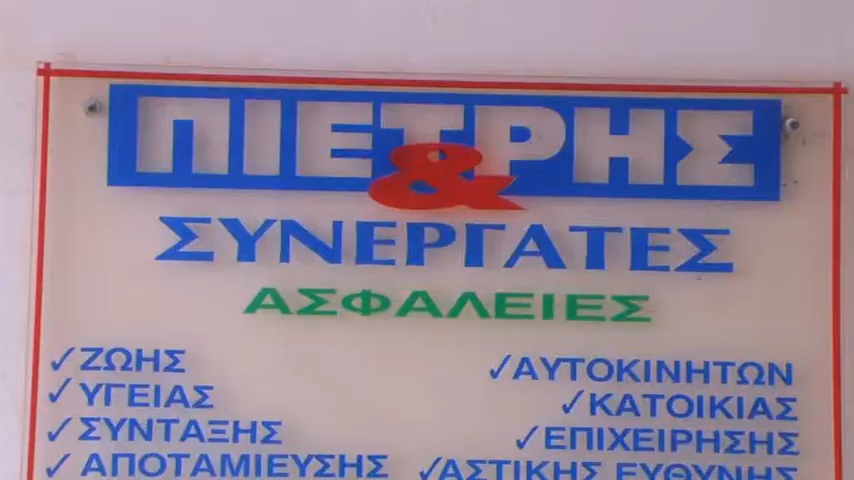 ΠΙΕΤΡΗΣ
&
ΣΥΝΕΡΓΑΤΕΣ
ΑΣΦΑΛΕΙΕΣ
✓ΖΩΗΣ ✓ΑΥΤΟΚΙΝΗΤΩΝ
✓ΥΓΕΙΑΣ ✓ΚΑΤΟΙΚΙΑΣ
✓ΣΥΝΤΑΞΗΣ ✓ΕΠΙΧΕΙΡΗΣΗΣ
✓ΑΠΟΤΑΜΙΕΥΣΗΣ ✓ΑΣΤΙΚΗΣ ΕΥΘΥΝΗΣ